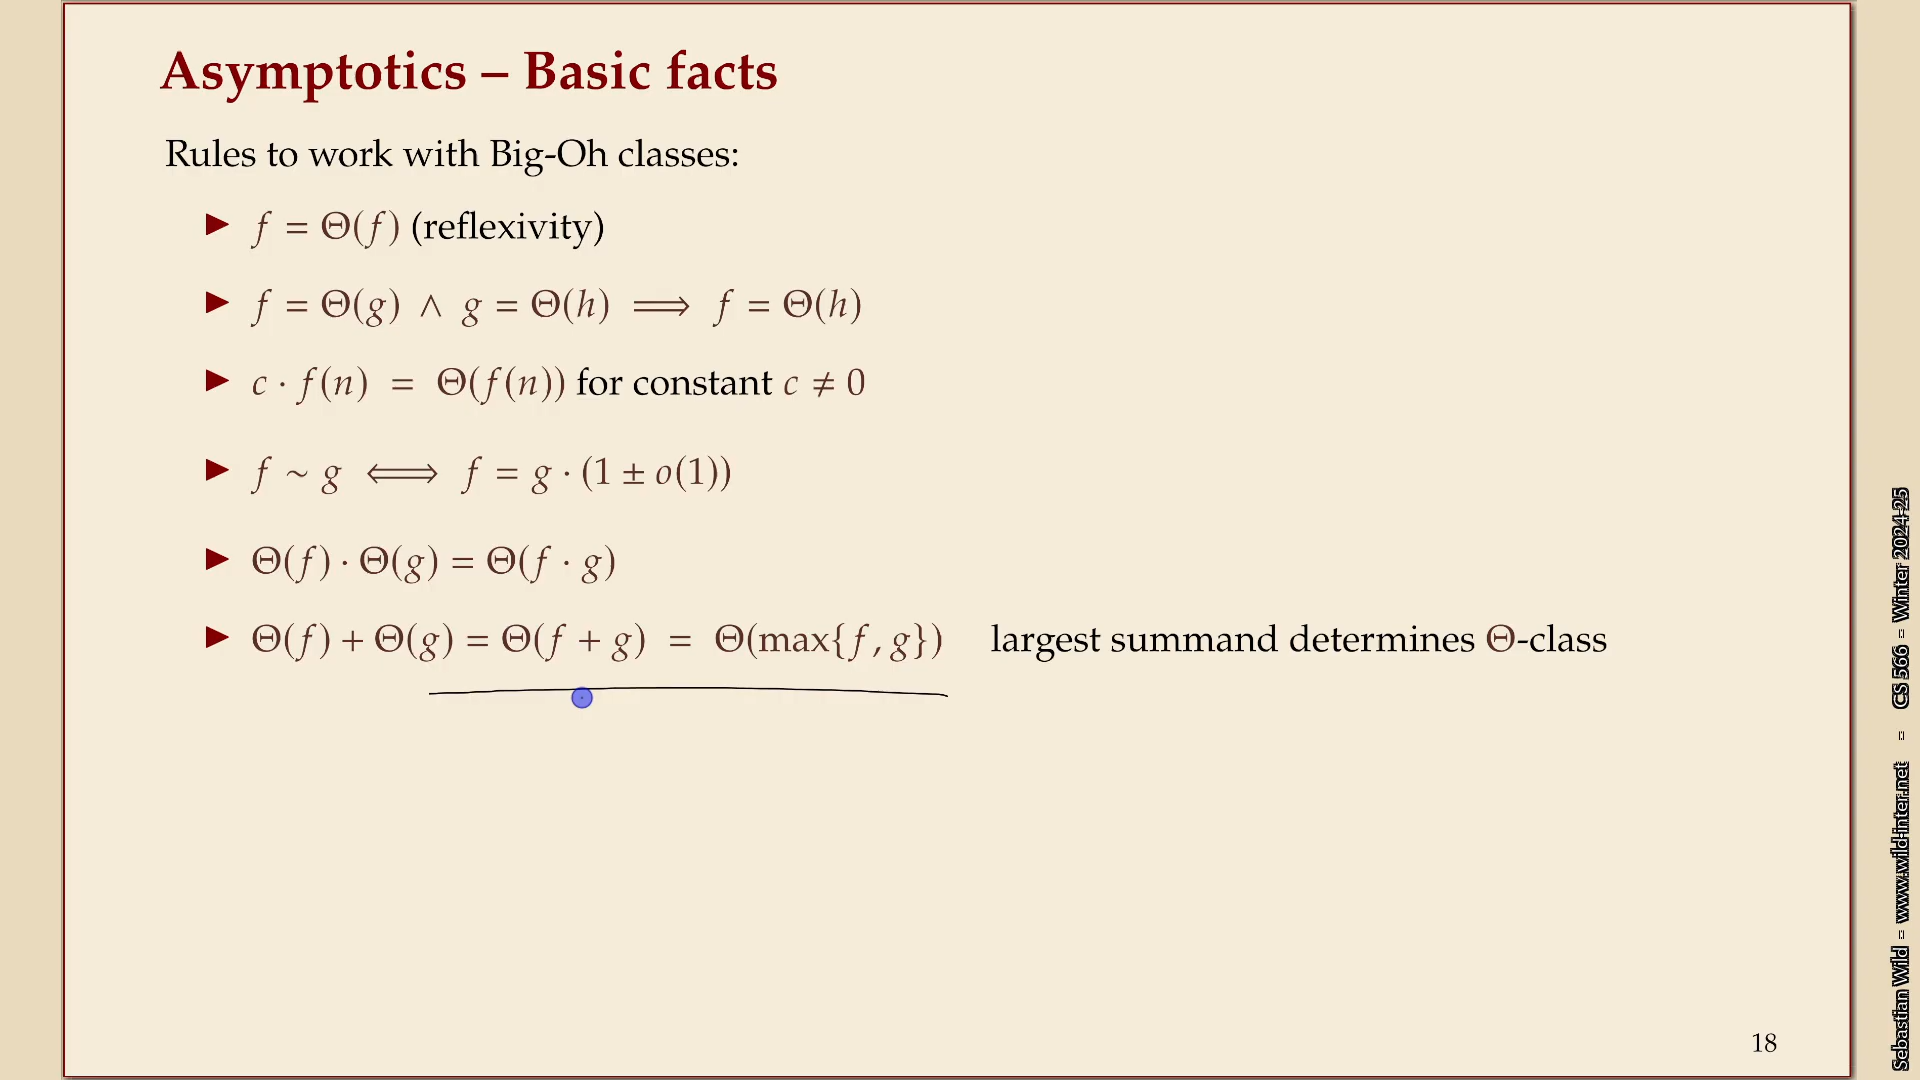 Asymptotics – Basic facts
Rules to work with Big-Oh classes:
▶ f = Θ(f) (reflexivity)
▶ f = Θ(g) ∧ g = Θ(h) ⟹ f = Θ(h)
▶ c · f(n) = Θ(f(n)) for constant c ≠ 0
▶ f ~ g ⟺ f = g · (1 ± o(1))
▶ Θ(f) · Θ(g) = Θ(f · g)
▶ Θ(f) + Θ(g) = Θ(f + g) = Θ(max{f, g}) largest summand determines Θ-class
18
Sebastian Wild – www.wild-inter.net – CS 566 – Winter 2024-25